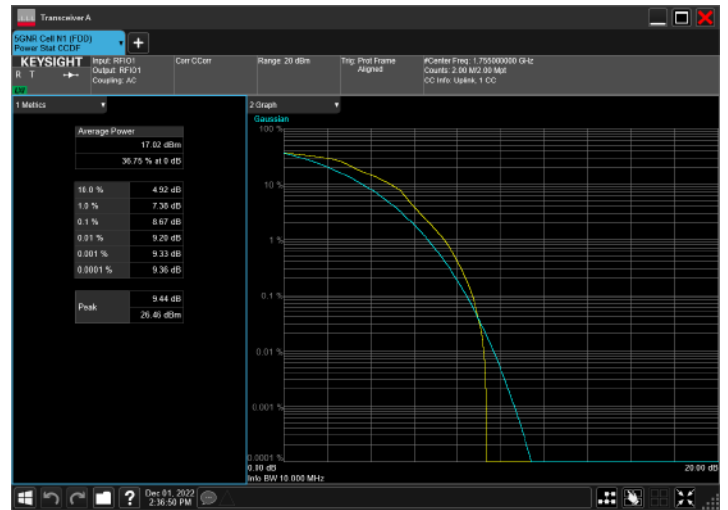 Transceiver A
5GNR Cell N1 (FDD)
Power Stat CCDF
KEYSIGHT
R T
Input: RFIO1
Output: RFIO1
Coupling: AC
Corr CCorr
Range: 20 dBm
Trig: Prot Frame
Aligned
#Center Freq: 1.755000000 GHz
Counts: 2.00 M/2.00 Mpt
CC Info: Uplink, 1 CC
1 Metrics
Average Power
17.02 dBm
36.75 % at 0 dB
10.0 % 4.92 dB
1.0 % 7.38 dB
0.1 % 8.67 dB
0.01 % 9.20 dB
0.001 % 9.33 dB
0.0001 % 9.36 dB
Peak
9.44 dB
26.46 dBm
2 Graph
Gaussian
100 %
10 %
1 %
0.1 %
0.01 %
0.001 %
0.0001 %
0.00 dB
20.00 dB
Info BW 10.000 MHz
?
Dec 01, 2022
2:36:50 PM